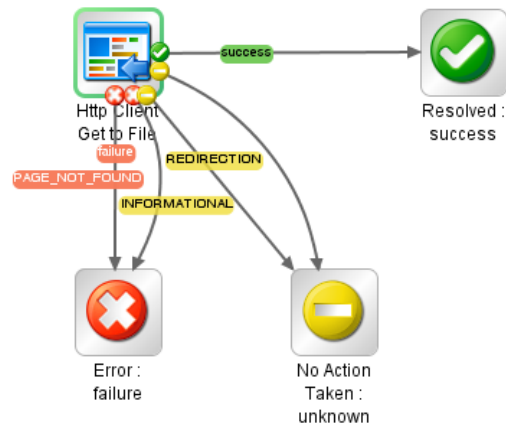 success
Http Client
Get to File
Resolved :
success
failure
REDIRECTION
PAGE_NOT_FOUND
INFORMATIONAL
Error :
failure
No Action
Taken :
unknown